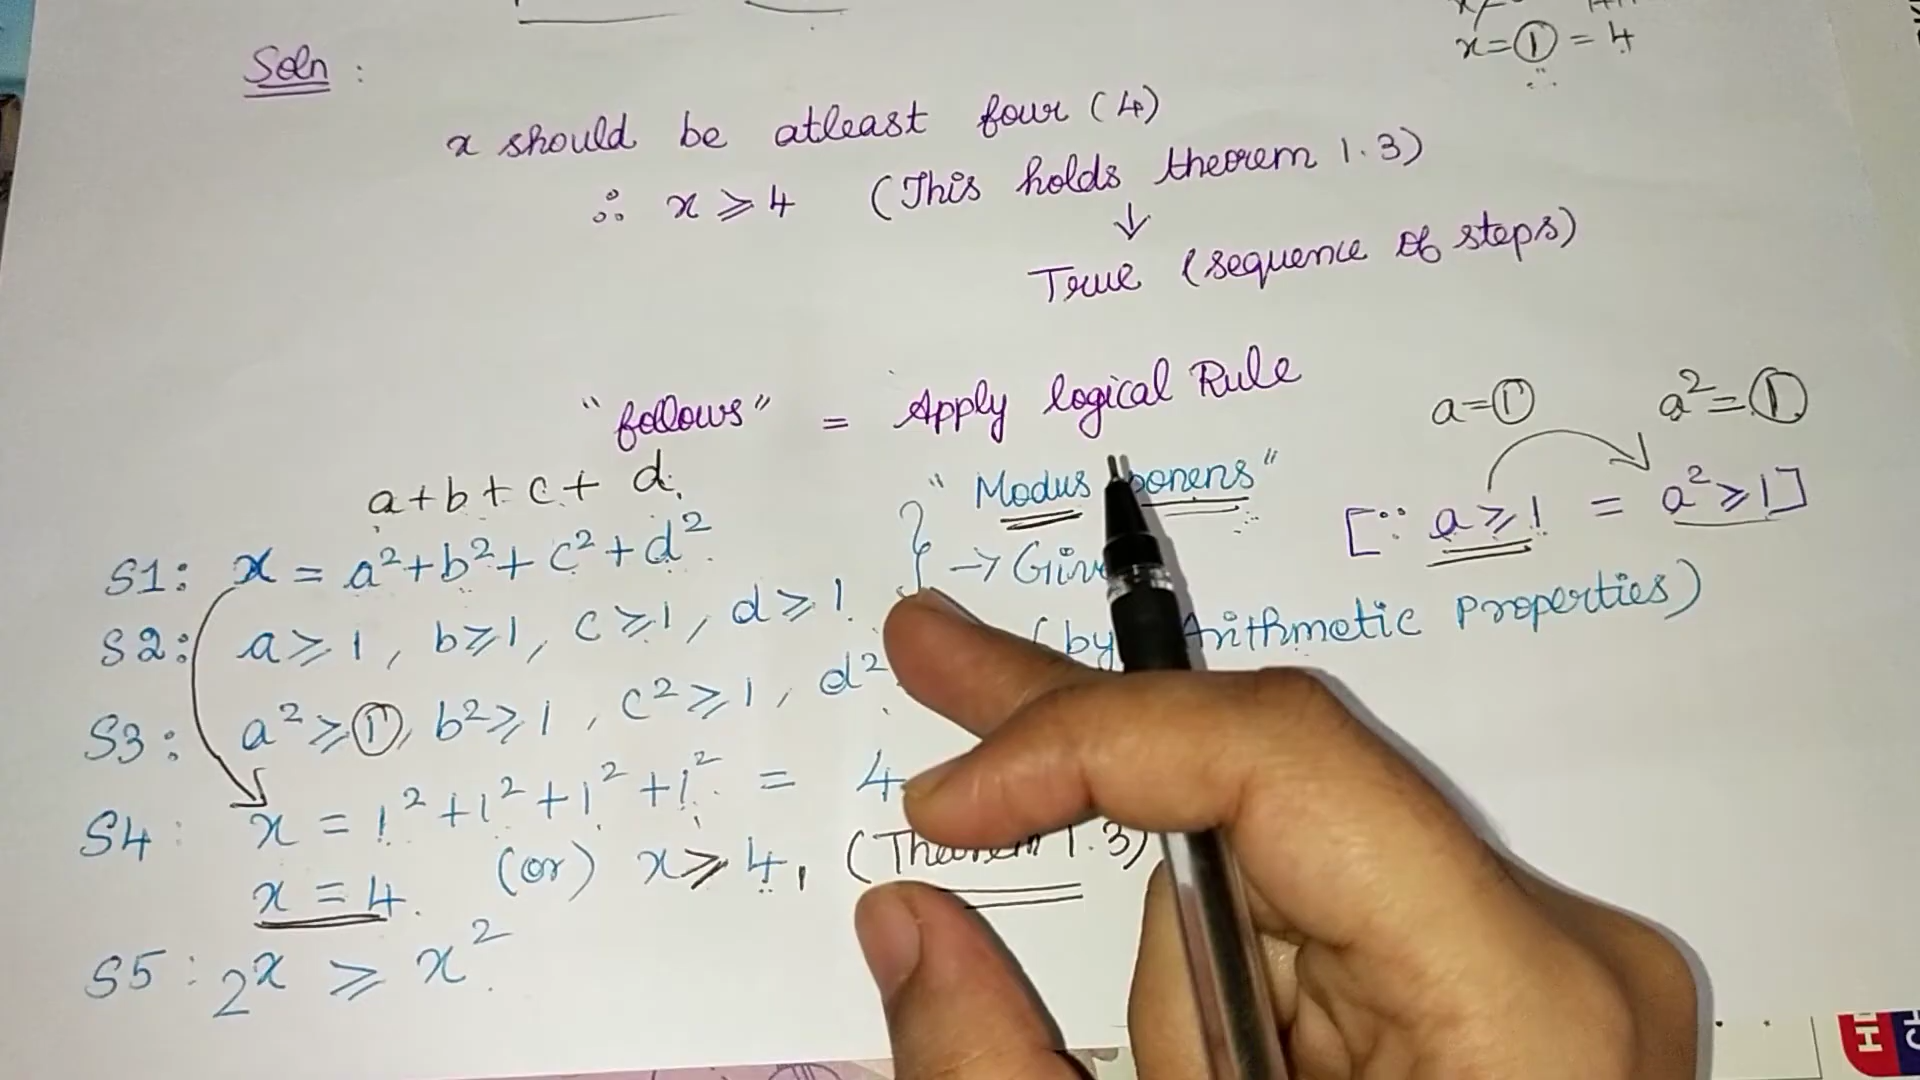 x = ① = 4
Soln :
x should be atleast four (4)
∴ x ⩾ 4 (This holds theorem 1.3)
↓
True (sequence of steps)
"follows" = Apply logical Rule
a = ① a² = ①
a + b + c + d.
"Modus ponens"
[∵ a ⩾ 1 = a² ⩾ 1]
S1: x = a² + b² + c² + d²
S2: a ⩾ 1, b ⩾ 1, c ⩾ 1, d ⩾ 1
(by Arithmetic Properties)
S3: a² ⩾ ①, b² ⩾ 1, c² ⩾ 1, d²
S4: x = 1² + 1² + 1² + 1² = 4
x = 4. (or) x ⩾ 4, (Theorem 1.3)
S5: 2ˣ ⩾ x².